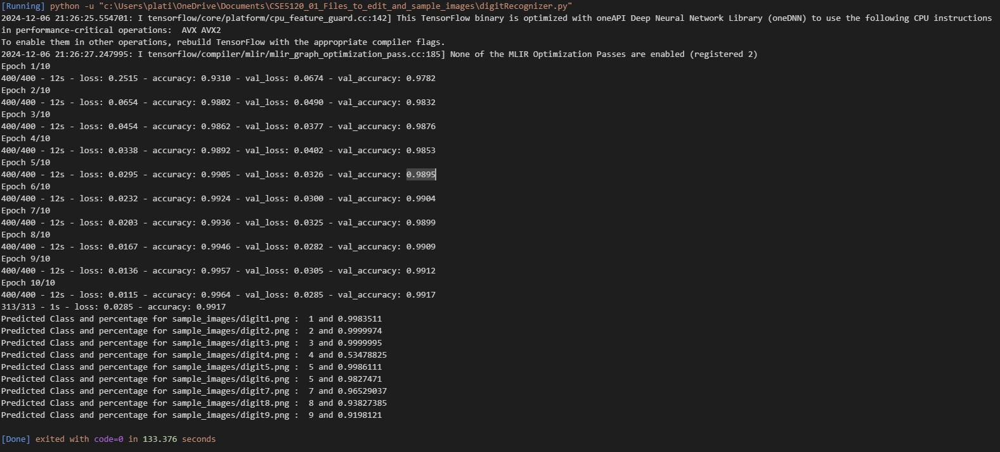 [Running] python -u "c:\Users\plati\OneDrive\Documents\CSE5120_01_Files_to_edit_and_sample_images\digitRecognizer.py"
2024-12-06 21:26:25.554701: I tensorflow/core/platform/cpu_feature_guard.cc:142] This TensorFlow binary is optimized with oneAPI Deep Neural Network Library (oneDNN) to use the following CPU instructions
in performance-critical operations:  AVX AVX2
To enable them in other operations, rebuild TensorFlow with the appropriate compiler flags.
2024-12-06 21:26:27.247995: I tensorflow/compiler/mlir/mlir_graph_optimization_pass.cc:185] None of the MLIR Optimization Passes are enabled (registered 2)
Epoch 1/10
400/400 - 12s - loss: 0.2515 - accuracy: 0.9310 - val_loss: 0.0674 - val_accuracy: 0.9782
Epoch 2/10
400/400 - 12s - loss: 0.0654 - accuracy: 0.9802 - val_loss: 0.0490 - val_accuracy: 0.9832
Epoch 3/10
400/400 - 12s - loss: 0.0454 - accuracy: 0.9862 - val_loss: 0.0377 - val_accuracy: 0.9876
Epoch 4/10
400/400 - 12s - loss: 0.0338 - accuracy: 0.9892 - val_loss: 0.0402 - val_accuracy: 0.9853
Epoch 5/10
400/400 - 12s - loss: 0.0295 - accuracy: 0.9905 - val_loss: 0.0326 - val_accuracy: 0.9895
Epoch 6/10
400/400 - 12s - loss: 0.0232 - accuracy: 0.9924 - val_loss: 0.0300 - val_accuracy: 0.9904
Epoch 7/10
400/400 - 12s - loss: 0.0203 - accuracy: 0.9936 - val_loss: 0.0325 - val_accuracy: 0.9899
Epoch 8/10
400/400 - 12s - loss: 0.0167 - accuracy: 0.9946 - val_loss: 0.0282 - val_accuracy: 0.9909
Epoch 9/10
400/400 - 12s - loss: 0.0136 - accuracy: 0.9957 - val_loss: 0.0305 - val_accuracy: 0.9912
Epoch 10/10
400/400 - 12s - loss: 0.0115 - accuracy: 0.9964 - val_loss: 0.0285 - val_accuracy: 0.9917
313/313 - 1s - loss: 0.0285 - accuracy: 0.9917
Predicted Class and percentage for sample_images/digit1.png :  1 and 0.9983511
Predicted Class and percentage for sample_images/digit2.png :  2 and 0.9999974
Predicted Class and percentage for sample_images/digit3.png :  3 and 0.9999995
Predicted Class and percentage for sample_images/digit4.png :  4 and 0.53478825
Predicted Class and percentage for sample_images/digit5.png :  5 and 0.9986111
Predicted Class and percentage for sample_images/digit6.png :  5 and 0.9827471
Predicted Class and percentage for sample_images/digit7.png :  7 and 0.96529037
Predicted Class and percentage for sample_images/digit8.png :  8 and 0.93827385
Predicted Class and percentage for sample_images/digit9.png :  9 and 0.9198121
[Done] exited with code=0 in 133.376 seconds